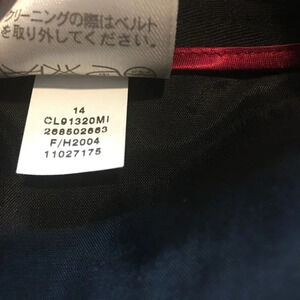 クリーニングの際はベルト
を取り外してください。
14
CL91320MI
268502663
F/H2004
11027175